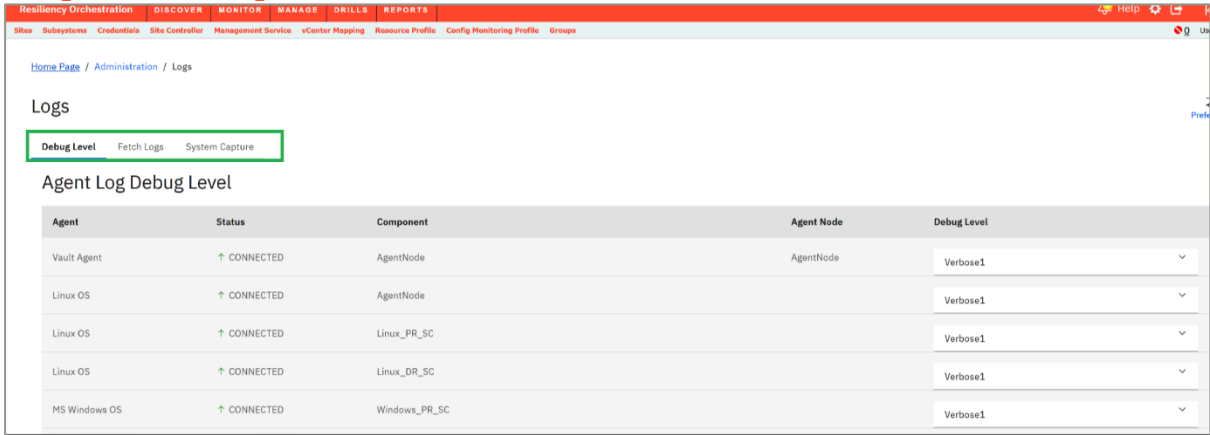 Resiliency Orchestration DISCOVER MONITOR MANAGE DRILLS REPORTS Help
Sites Subsystems Credentials Site Controller Management Service vCenter Mapping Resource Profile Config Monitoring Profile Groups 0
Home Page / Administration / Logs
Logs
Debug Level Fetch Logs System Capture
Agent Log Debug Level
Agent Status Component Agent Node Debug Level
Vault Agent ↑ CONNECTED AgentNode AgentNode Verbose1
Linux OS ↑ CONNECTED AgentNode Verbose1
Linux OS ↑ CONNECTED Linux_PR_SC Verbose1
Linux OS ↑ CONNECTED Linux_DR_SC Verbose1
MS Windows OS ↑ CONNECTED Windows_PR_SC Verbose1